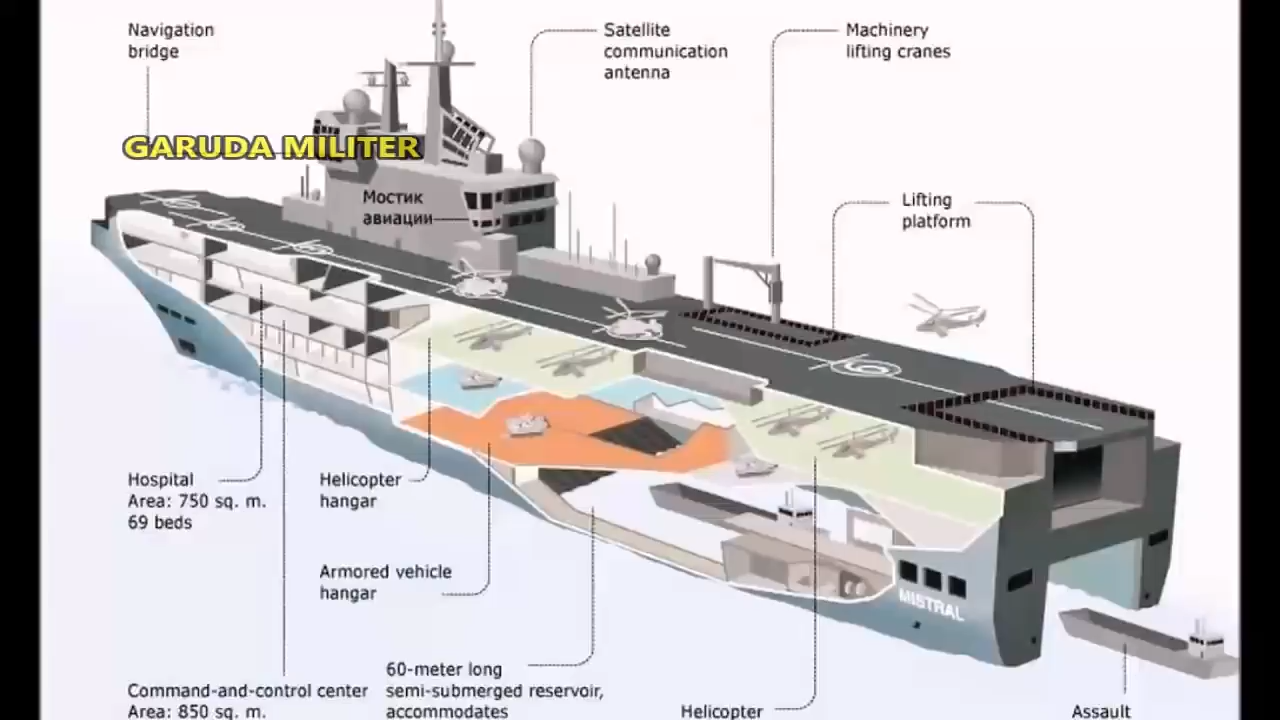 Navigation
bridge
Satellite
communication
antenna
Machinery
lifting cranes
GARUDA MILITER
Мостик
авиации
Lifting
platform
Hospital
Area: 750 sq. m.
69 beds
Helicopter
hangar
Armored vehicle
hangar
MISTRAL
Command-and-control center
Area: 850 sq. m.
60-meter long
semi-submerged reservoir,
accommodates
Helicopter
Assault